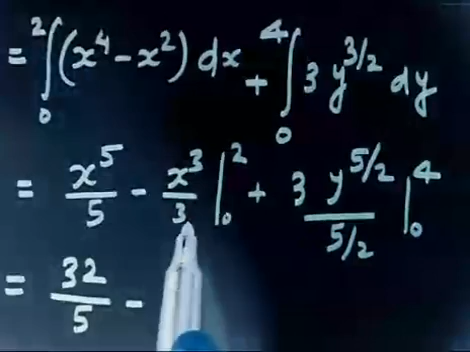 = ∫₀² (x⁴ - x²) dx + ∫₀⁴ 3 y^{3/2} dy
= x⁵/5 - x³/3 |₀² + 3 y^{5/2}/(5/2) |₀⁴
= 32/5 -